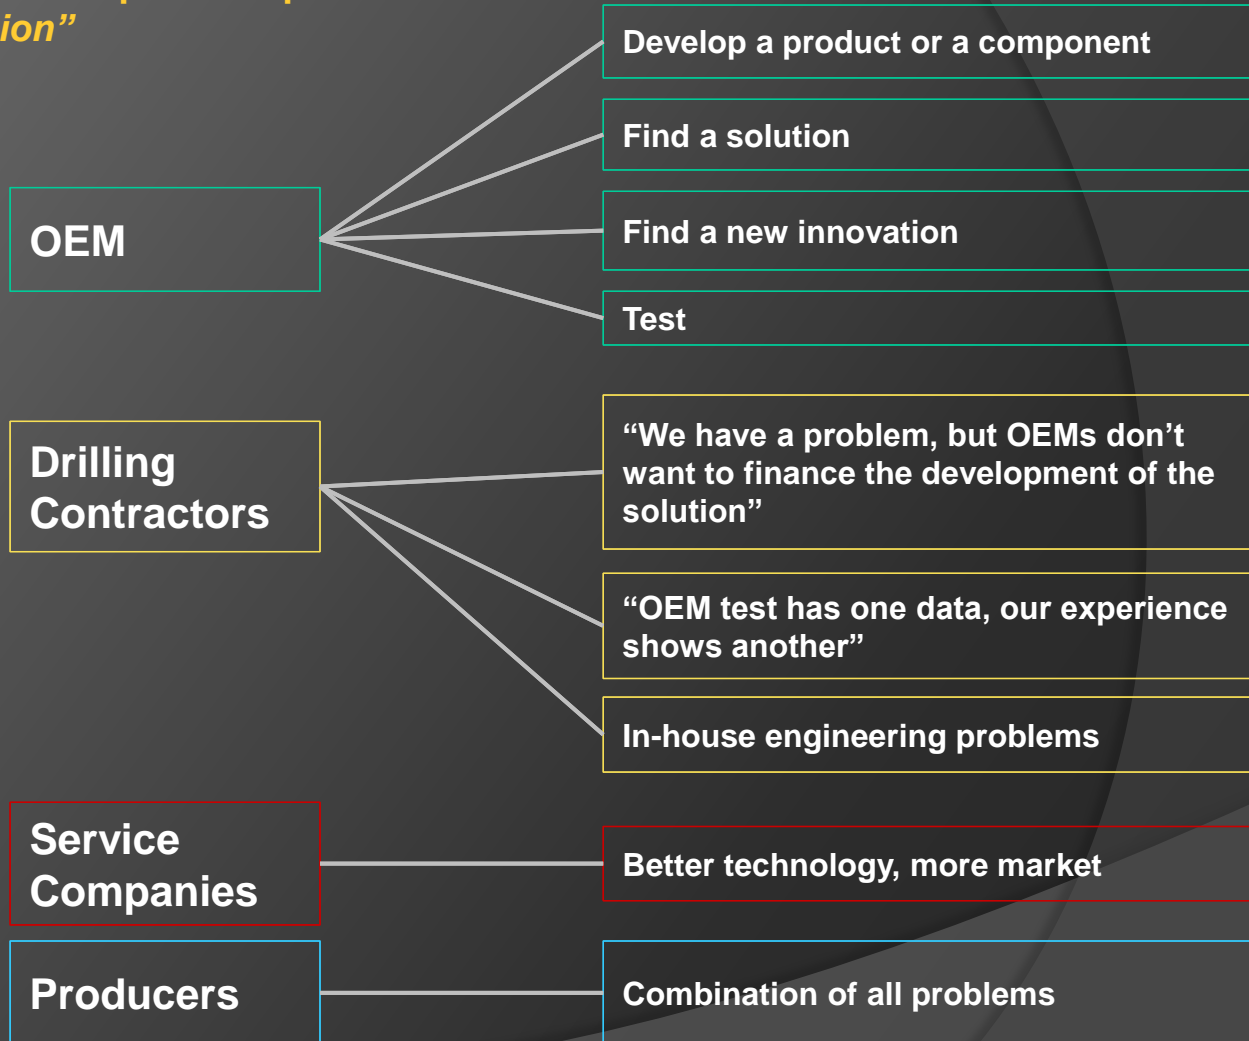 ion”
OEM
Develop a product or a component
Find a solution
Find a new innovation
Test
Drilling
Contractors
“We have a problem, but OEMs don’t
want to finance the development of the
solution”
“OEM test has one data, our experience
shows another”
In-house engineering problems
Service
Companies
Better technology, more market
Producers
Combination of all problems